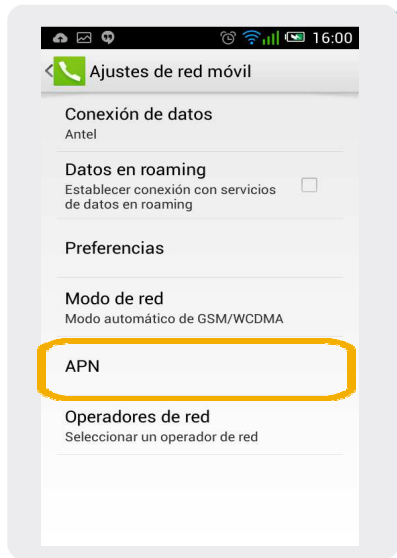 16:00
Ajustes de red móvil
Conexión de datos
Antel
Datos en roaming
Establecer conexión con servicios
de datos en roaming
Preferencias
Modo de red
Modo automático de GSM/WCDMA
APN
Operadores de red
Seleccionar un operador de red